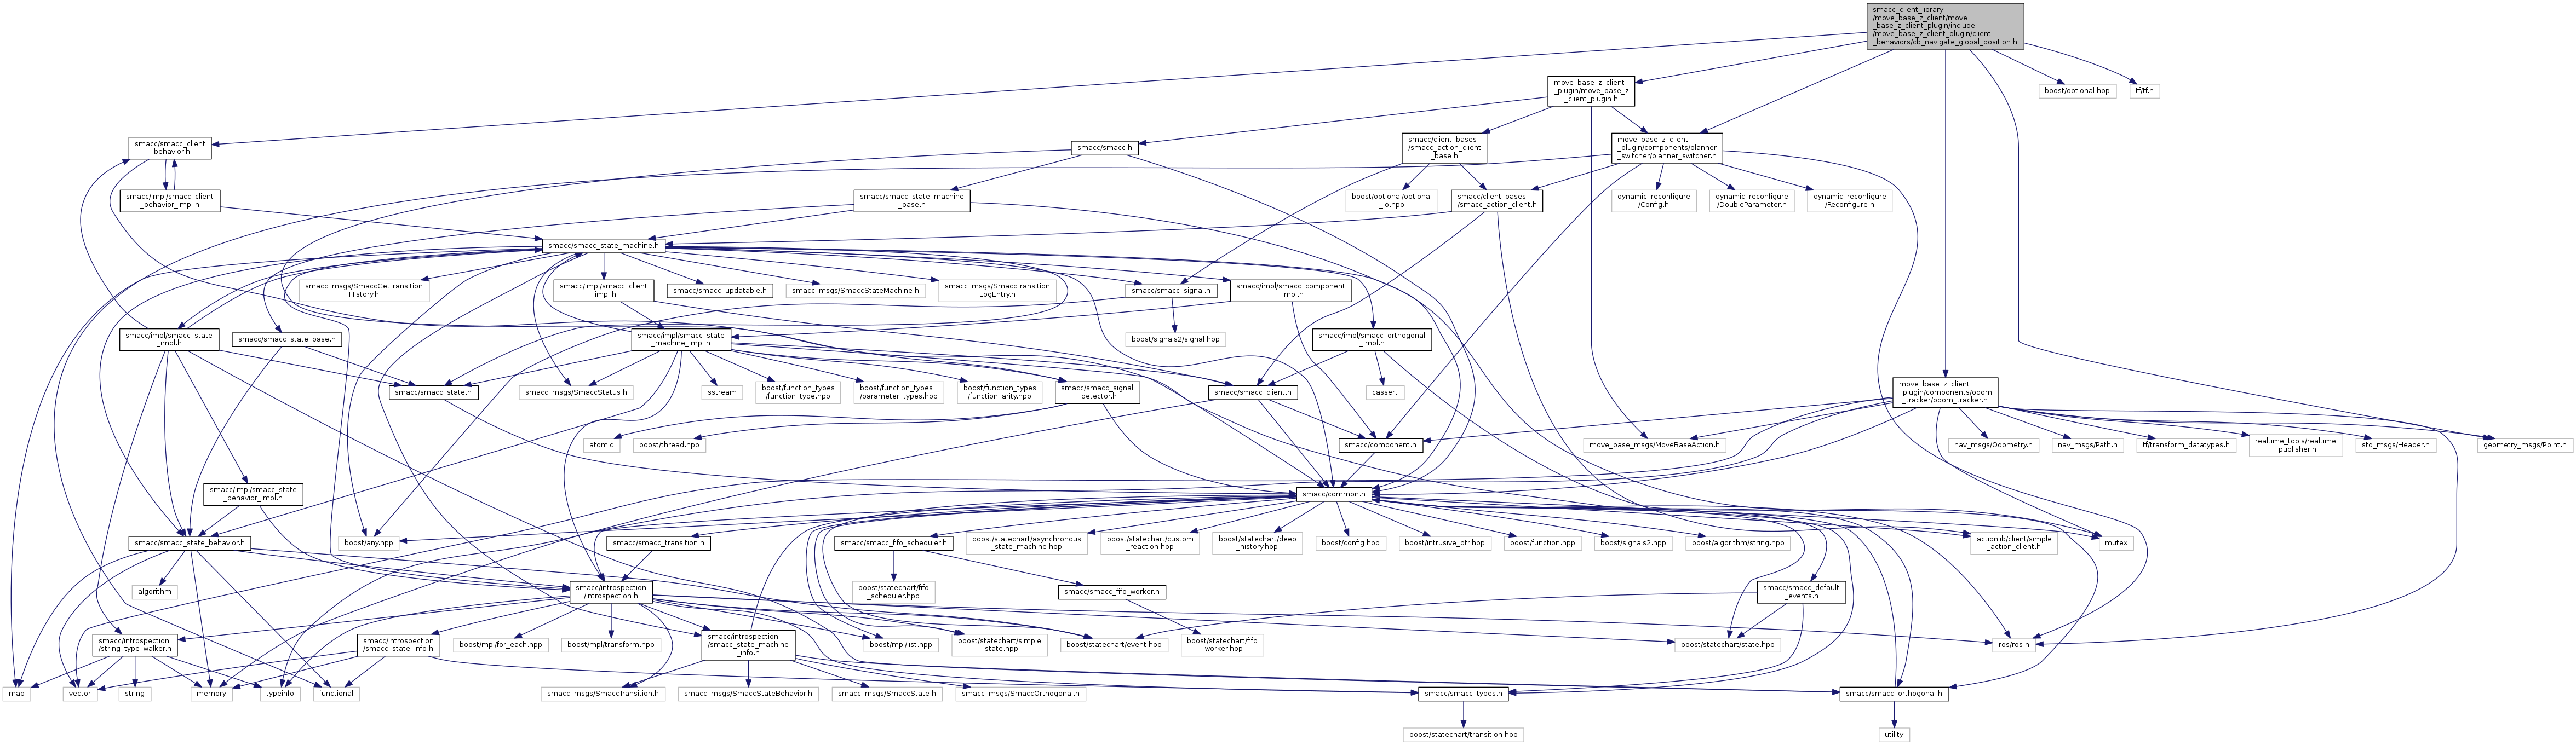 smacc_client_library
/move_base_z_client/move
_base_z_client_plugin/include
/move_base_z_client_plugin/client
_behaviors/cb_navigate_global_position.h
move_base_z_client
_plugin/move_base_z
_client_plugin.h
boost/optional.hpp
tf/tf.h
smacc/smacc_client
_behavior.h
smacc/smacc.h
smacc/client_bases
/smacc_action_client
_base.h
move_base_z_client
_plugin/components/planner
_switcher/planner_switcher.h
smacc/impl/smacc_client
_behavior_impl.h
smacc/smacc_state_machine
_base.h
boost/optional/optional
_io.hpp
smacc/client_bases
/smacc_action_client.h
dynamic_reconfigure
/Config.h
dynamic_reconfigure
/DoubleParameter.h
dynamic_reconfigure
/Reconfigure.h
smacc/smacc_state_machine.h
smacc_msgs/SmaccGetTransition
History.h
smacc/impl/smacc_client
_impl.h
smacc/smacc_updatable.h
smacc_msgs/SmaccStateMachine.h
smacc_msgs/SmaccTransition
LogEntry.h
smacc/smacc_signal.h
smacc/impl/smacc_component
_impl.h
smacc/impl/smacc_state
_impl.h
smacc/smacc_state_base.h
smacc/impl/smacc_state
_machine_impl.h
boost/signals2/signal.hpp
smacc/impl/smacc_orthogonal
_impl.h
smacc/smacc_state.h
smacc_msgs/SmaccStatus.h
sstream
boost/function_types
/function_type.hpp
boost/function_types
/parameter_types.hpp
boost/function_types
/function_arity.hpp
smacc/smacc_signal
_detector.h
smacc/smacc_client.h
cassert
move_base_z_client
_plugin/components/odom
_tracker/odom_tracker.h
atomic
boost/thread.hpp
smacc/component.h
move_base_msgs/MoveBaseAction.h
nav_msgs/Odometry.h
nav_msgs/Path.h
tf/transform_datatypes.h
realtime_tools/realtime
_publisher.h
std_msgs/Header.h
geometry_msgs/Point.h
smacc/impl/smacc_state
_behavior_impl.h
smacc/common.h
smacc/smacc_state_behavior.h
boost/any.hpp
smacc/smacc_transition.h
smacc/smacc_fifo_scheduler.h
boost/statechart/asynchronous
_state_machine.hpp
boost/statechart/custom
_reaction.hpp
boost/statechart/deep
_history.hpp
boost/config.hpp
boost/intrusive_ptr.hpp
boost/function.hpp
boost/signals2.hpp
boost/algorithm/string.hpp
actionlib/client/simple
_action_client.h
mutex
algorithm
smacc/introspection
/introspection.h
boost/statechart/fifo
_scheduler.hpp
smacc/smacc_fifo_worker.h
smacc/smacc_default
_events.h
smacc/introspection
/string_type_walker.h
smacc/introspection
/smacc_state_info.h
boost/mpl/for_each.hpp
boost/mpl/transform.hpp
smacc/introspection
/smacc_state_machine
_info.h
boost/mpl/list.hpp
boost/statechart/simple
_state.hpp
boost/statechart/event.hpp
boost/statechart/fifo
_worker.hpp
boost/statechart/state.hpp
ros/ros.h
map
vector
string
memory
typeinfo
functional
smacc_msgs/SmaccTransition.h
smacc_msgs/SmaccStateBehavior.h
smacc_msgs/SmaccState.h
smacc_msgs/SmaccOrthogonal.h
smacc/smacc_types.h
smacc/smacc_orthogonal.h
boost/statechart/transition.hpp
utility